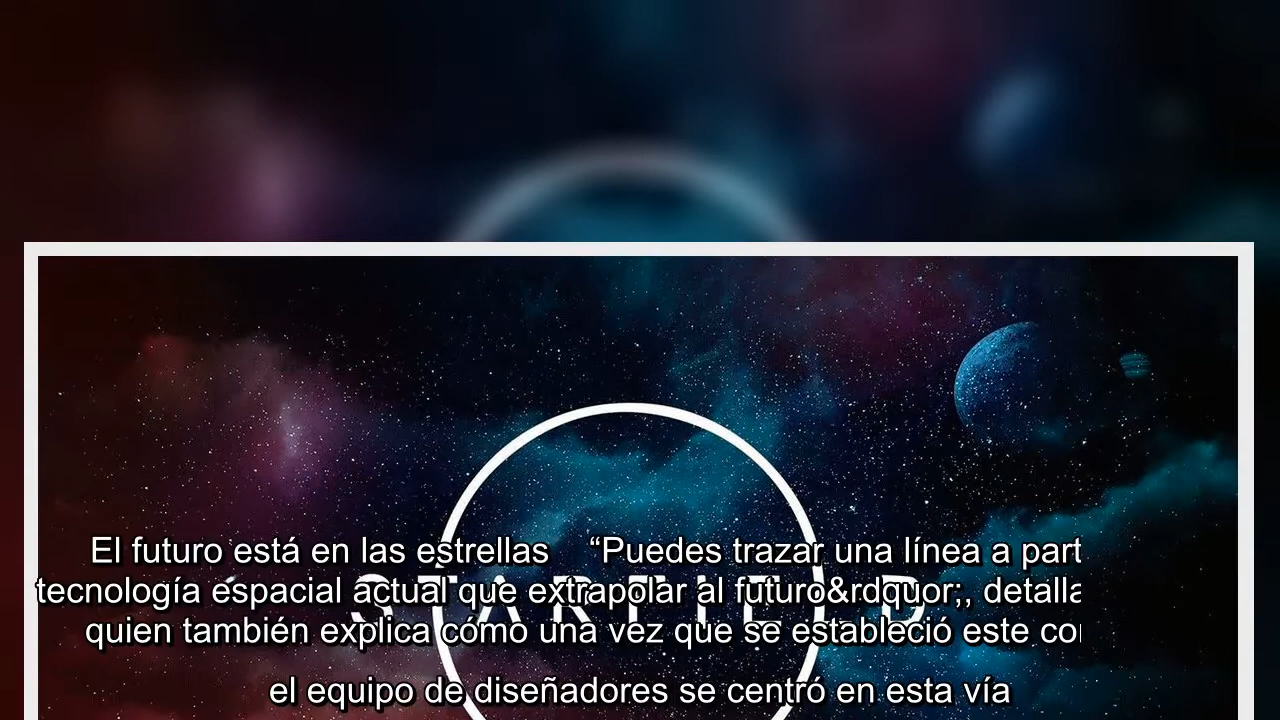 El futuro está en las estrellas “Puedes trazar una línea a part
tecnología espacial actual que extrapolar al futuro&rdquor;, detalla
STARFIELD
quien también explica cómo una vez que se estableció este co
el equipo de diseñadores se centró en esta vía